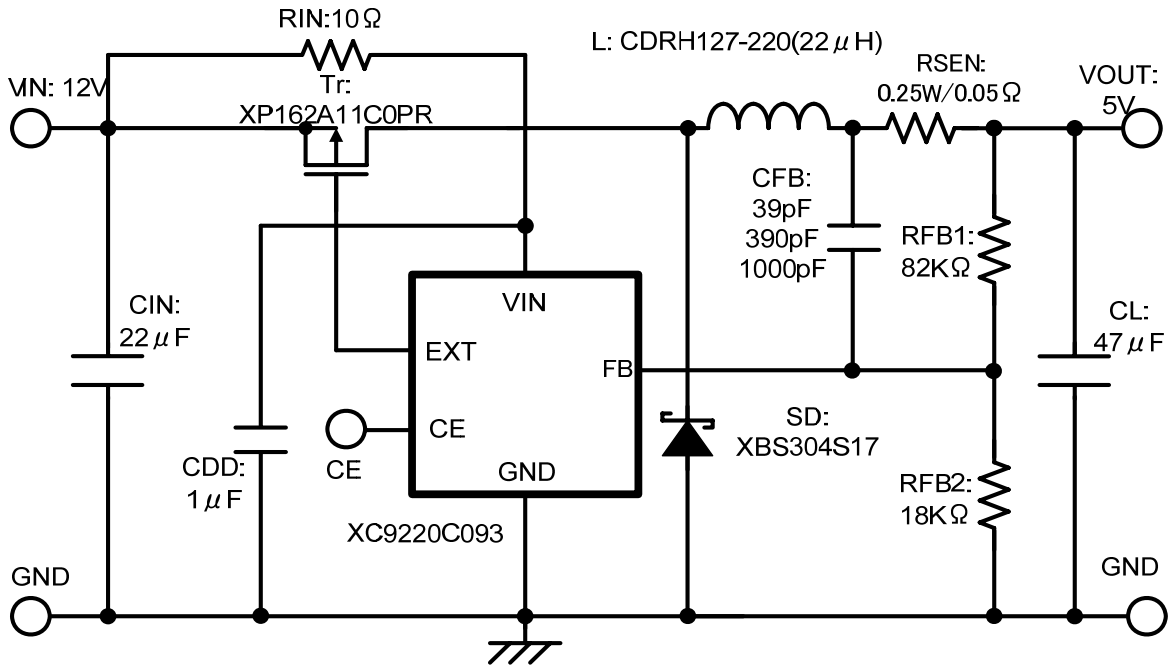 RIN:10Ω
L: CDRH127-220(22μH)
RSEN:
0.25W/0.05Ω
VOUT:
5V
VIN: 12V
Tr:
XP162A11C0PR
CFB:
39pF
390pF
1000pF
RFB1:
82KΩ
CIN:
22μF
VIN
CL:
47μF
EXT
FB
CE
CE
SD:
XBS304S17
CDD:
1μF
GND
RFB2:
18KΩ
XC9220C093
GND
GND